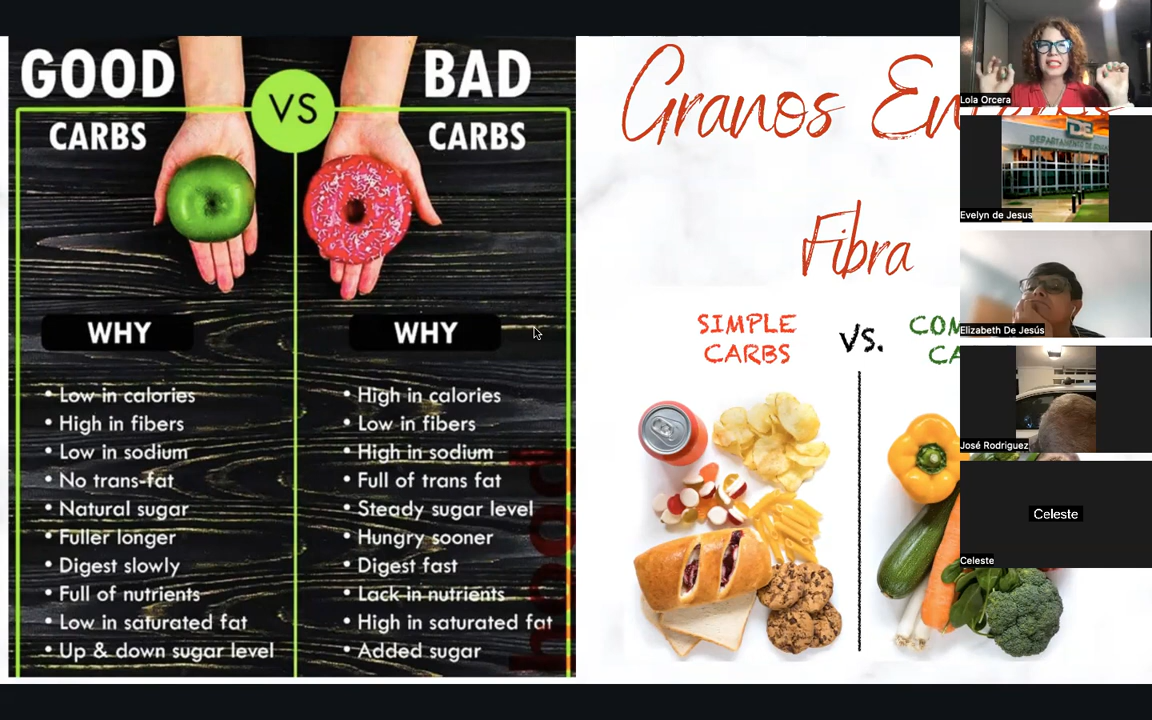 GOOD
VS
BAD
CARBS
CARBS
WHY
• Low in calories
• High in fibers
• Low in sodium
• No trans-fat
• Natural sugar
• Fuller longer
• Digest slowly
• Full of nutrients
• Low in saturated fat
• Up & down sugar level
WHY
• High in calories
• Low in fibers
• High in sodium
• Full of trans fat
• Steady sugar level
• Hungry sooner
• Digest fast
• Lack in nutrients
• High in saturated fat
• Added sugar
Granos
Fibra
SIMPLE
CARBS
VS.
Lola Orcera
DE
Evelyn de Jesus
Elizabeth De Jesús
José Rodriguez
Celeste
Celeste